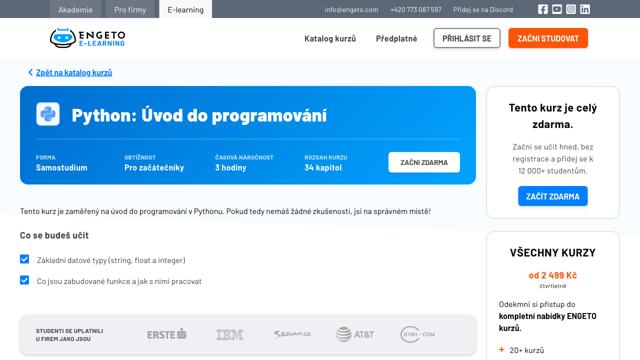 Akademie
Pro firmy
E-learning
info@engeto.com
+420 773 087 597
Přidej se na Discord
ENGETO
E-LEARNING
Katalog kurzů
Předplatné
PŘIHLÁSIT SE
ZAČNI STUDOVAT
Zpět na katalog kurzů
Python: Úvod do programování
FORMA
Samostudium
OBTÍŽNOST
Pro začátečníky
ČASOVÁ NÁROČNOST
3 hodiny
ROZSAH KURZU
34 kapitol
ZAČNI ZDARMA
Tento kurz je celý
zdarma.
Začni se učit hned, bez
registrace a přidej se k
12 000+ studentům.
ZAČÍT ZDARMA
Tento kurz je zaměřený na úvod do programování v Pythonu. Pokud tedy nemáš žádné zkušenosti, jsi na správném místě!
Co se budeš učit
Základní datové typy (string, float a integer)
Co jsou zabudované funkce a jak s nimi pracovat
STUDENTI SE UPLATNILI
U FIREM JAKO JSOU
ERSTE
IBM
SEZNAM.CZ
AT&T
KIWI.COM
VŠECHNY KURZY
od 2 499 Kč
čtvrtletně
Odemkni si přístup do
kompletní nabídky ENGETO
kurzů.
+ 20+ kurzů